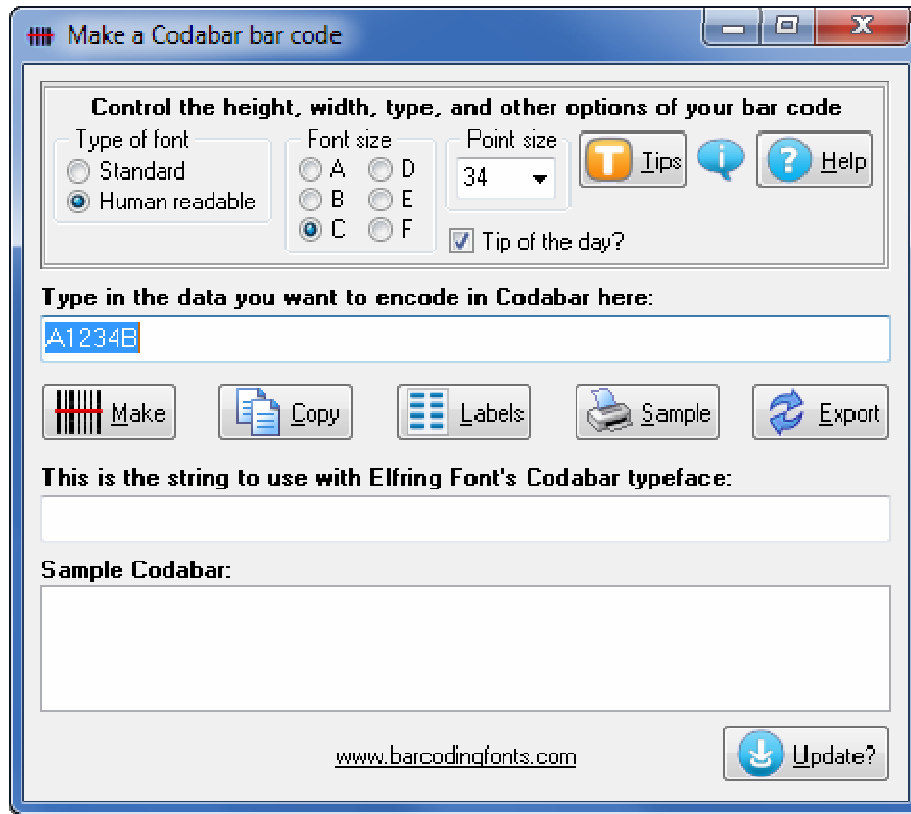 Make a Codabar bar code
Control the height, width, type, and other options of your bar code
Type of font
Standard
Human readable
Font size
A D
B E
C F
Point size
34
T Tips
i
? Help
Tip of the day?
Type in the data you want to encode in Codabar here:
A1234B
Make Copy Labels Sample Export
This is the string to use with Elfring Font's Codabar typeface:
Sample Codabar:
www.barcodingfonts.com
Update?